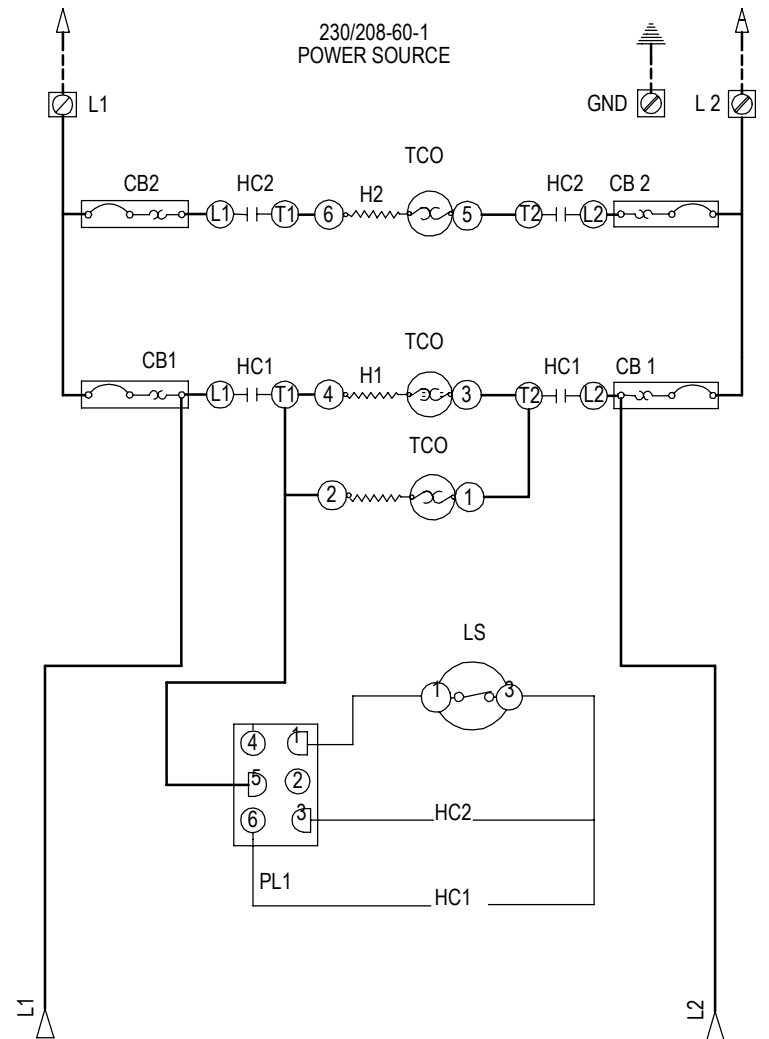 230/208-60-1
POWER SOURCE
L1
GND
L 2
TCO
CB2
HC2
H2
HC2
CB 2
L1
T1
6
5
T2
L2
TCO
CB1
HC1
H1
HC1
CB 1
L1
T1
4
3
T2
L2
TCO
2
1
LS
1
3
4
1
5
2
6
3
HC2
PL1
HC1
L1
L2